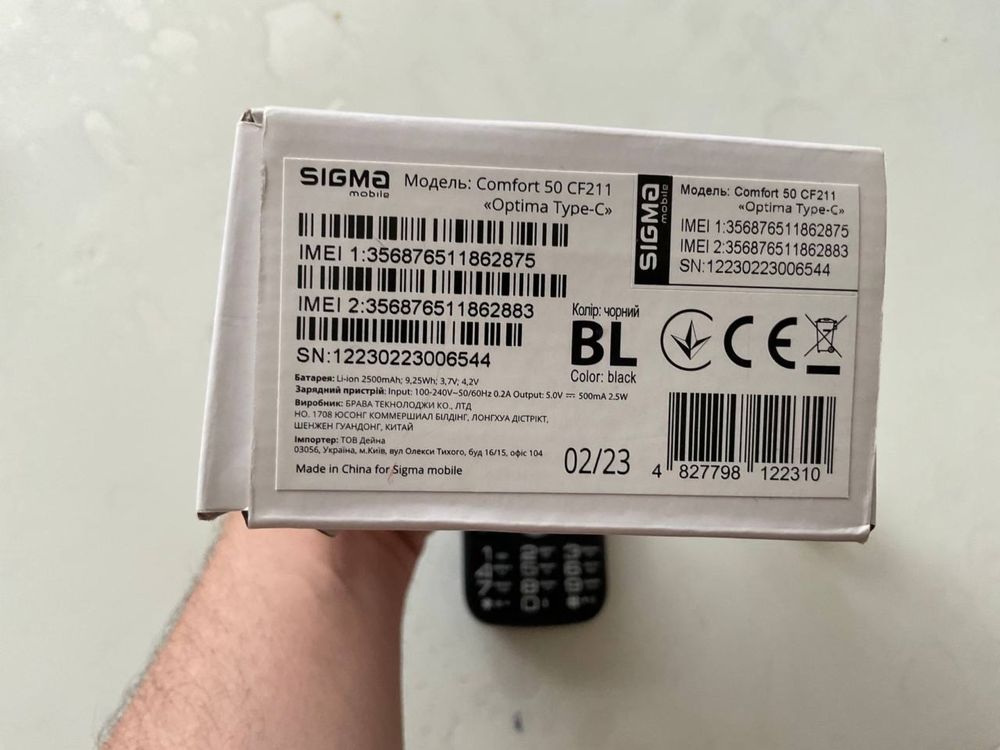 SIGMA
mobile
Модель: Comfort 50 CF211
«Optima Type-C»
IMEI 1:356876511862875
IMEI 2:356876511862883
SN:12230223006544
Батарея: Li-ion 2500mAh; 9,25Wh; 3,7V; 4,2V
Зарядний пристрій: Input: 100-240V~50/60Hz 0.2A Output: 5.0V ⎓ 500mA 2.5W
Виробник: БРАВА ТЕКНОЛОДЖИ КО., ЛТД
НО. 1708 ЮСОНГ КОММЕРШИАЛ БІЛДІНГ, ЛОНГХУА ДІСТРІКТ,
ШЕНЖЕН ГУАНДОНГ, КИТАЙ
Імпортер: ТОВ Дейна
03056, Україна, м.Київ, вул Олекси Тихого, буд 16/15, офіс 104
Made in China for Sigma mobile
Колір: чорний
BL
Color: black
02/23
SIGMA
mobile
Модель: Comfort 50 CF211
«Optima Type-C»
IMEI 1:356876511862875
IMEI 2:356876511862883
SN:12230223006544
CE
4 827798 122310